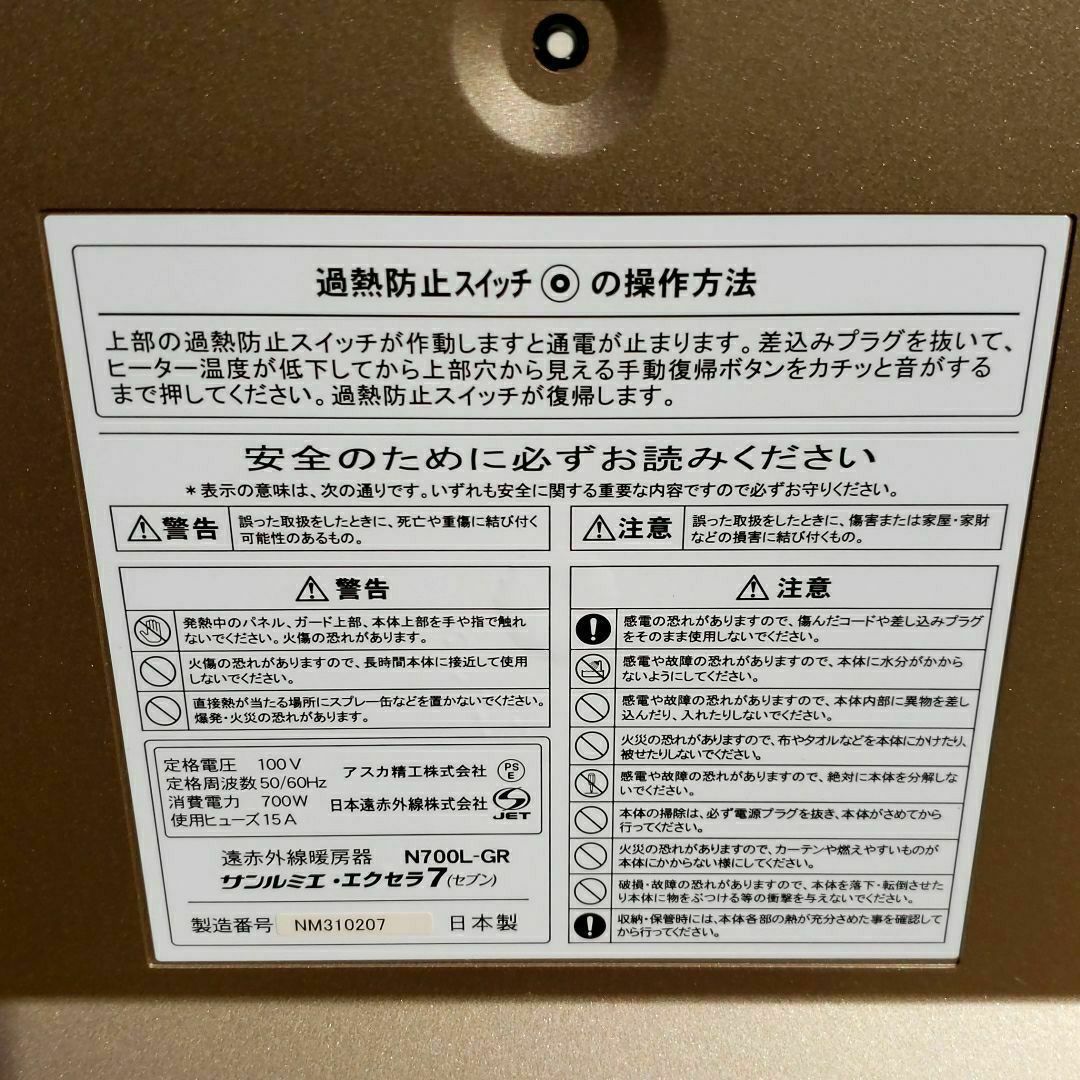 過熱防止スイッチ◎の操作方法
上部の過熱防止スイッチが作動しますと通電が止まります。差込みプラグを抜いて、
ヒーター温度が低下してから上部穴から見える手動復帰ボタンをカチッと音がする
まで押してください。過熱防止スイッチが復帰します。
安全のために必ずお読みください
*表示の意味は、次の通りです。いずれも安全に関する重要な内容ですので必ずお守りください。
警告
誤った取扱をしたときに、死亡や重傷に結び付く
可能性のあるもの。
注意
誤った取扱をしたときに、傷害または家屋・家財
などの損害に結び付くもの。
警告
発熱中のパネル、ガード上部、本体上部を手や指で触れ
ないでください。火傷の恐れがあります。
火傷の恐れがありますので、長時間本体に接近して使用
しないでください。
直接熱が当たる場所にスプレー缶などを置かないでください。
爆発・火災の恐れがあります。
定格電圧 100V
定格周波数 50/60Hz
消費電力 700W
使用ヒューズ 15A
アスカ精工株式会社
PS
E
日本遠赤外線株式会社
JET
遠赤外線暖房器 N700L-GR
サンルミエ・エクセラ7(セブン)
製造番号 NM310207 日本製
注意
感電の恐れがありますので、傷んだコードや差し込みプラグ
をそのまま使用しないでください。
感電や故障の恐れがありますので、本体に水分がかから
ないようにしてください。
感電や故障の恐れがありますので、本体内部に異物を差し
込んだり、入れたりしないでください。
火災の恐れがありますので、布やタオルなどを本体にかけたり、
被せたりしないでください。
感電や故障の恐れがありますので、絶対に本体を分解しな
いでください。
本体の掃除は、必ず電源プラグを抜き、本体がさめてから
行ってください。
火災の恐れがありますので、カーテンや燃えやすいものが
本体にかからない様にしてください。
破損・故障の恐れがありますので、本体を落下・転倒させた
り本体に物をぶつける等の衝撃を与えないでください。
収納・保管時には、本体各部の熱が充分さめた事を確認して
から行ってください。